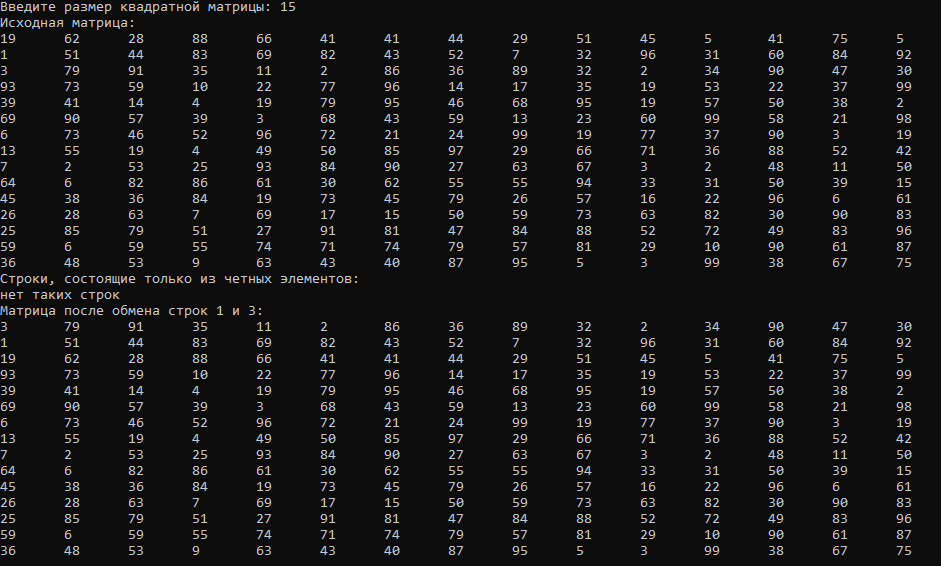 Введите размер квадратной матрицы: 15
Исходная матрица:
19 62 28 88 66 41 41 44 29 51 45 5 41 75 5
1 51 44 83 69 82 43 52 7 32 96 31 60 84 92
3 79 91 35 11 2 86 36 89 32 2 34 90 47 30
93 73 59 10 22 77 96 14 17 35 19 53 22 37 99
39 41 14 4 19 79 95 46 68 95 19 57 50 38 2
69 90 57 39 3 68 43 59 13 23 60 99 58 21 98
6 73 46 52 96 72 21 24 99 19 77 37 90 3 19
13 55 19 4 49 50 85 97 29 66 71 36 88 52 42
7 2 53 25 93 84 90 27 63 67 3 2 48 11 50
64 6 82 86 61 30 62 55 55 94 33 31 50 39 15
45 38 36 84 19 73 45 79 26 57 16 22 96 6 61
26 28 63 7 69 17 15 50 59 73 63 82 30 90 83
25 85 79 51 27 91 81 47 84 88 52 72 49 83 96
59 6 59 55 74 71 74 79 57 81 29 10 90 61 87
36 48 53 9 63 43 40 87 95 5 3 99 38 67 75
Строки, состоящие только из четных элементов:
нет таких строк
Матрица после обмена строк 1 и 3:
3 79 91 35 11 2 86 36 89 32 2 34 90 47 30
1 51 44 83 69 82 43 52 7 32 96 31 60 84 92
19 62 28 88 66 41 41 44 29 51 45 5 41 75 5
93 73 59 10 22 77 96 14 17 35 19 53 22 37 99
39 41 14 4 19 79 95 46 68 95 19 57 50 38 2
69 90 57 39 3 68 43 59 13 23 60 99 58 21 98
6 73 46 52 96 72 21 24 99 19 77 37 90 3 19
13 55 19 4 49 50 85 97 29 66 71 36 88 52 42
7 2 53 25 93 84 90 27 63 67 3 2 48 11 50
64 6 82 86 61 30 62 55 55 94 33 31 50 39 15
45 38 36 84 19 73 45 79 26 57 16 22 96 6 61
26 28 63 7 69 17 15 50 59 73 63 82 30 90 83
25 85 79 51 27 91 81 47 84 88 52 72 49 83 96
59 6 59 55 74 71 74 79 57 81 29 10 90 61 87
36 48 53 9 63 43 40 87 95 5 3 99 38 67 75